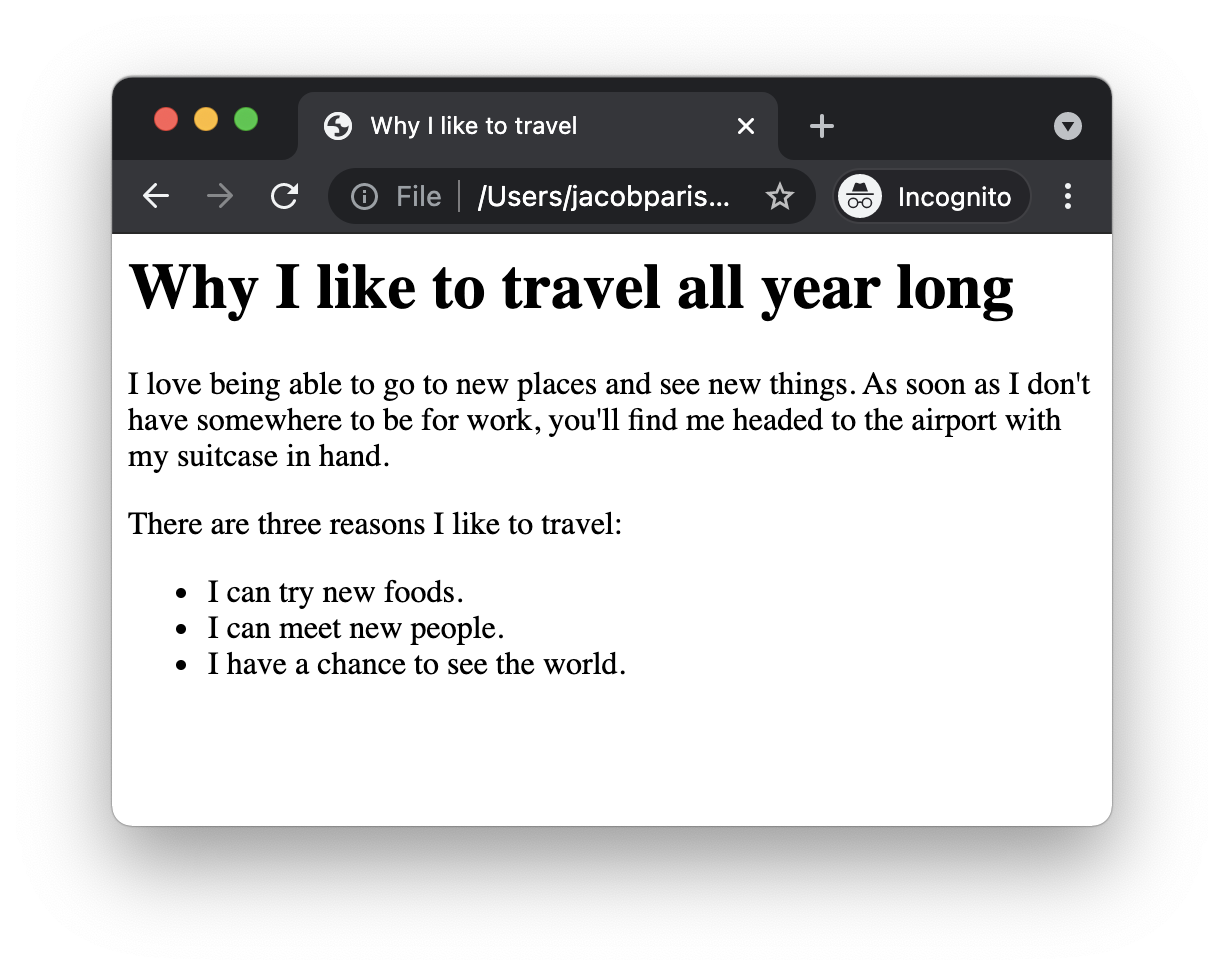 Why I like to travel
File /Users/jacobparis...
Incognito
Why I like to travel all year long
I love being able to go to new places and see new things. As soon as I don't
have somewhere to be for work, you'll find me headed to the airport with
my suitcase in hand.
There are three reasons I like to travel:
• I can try new foods.
• I can meet new people.
• I have a chance to see the world.